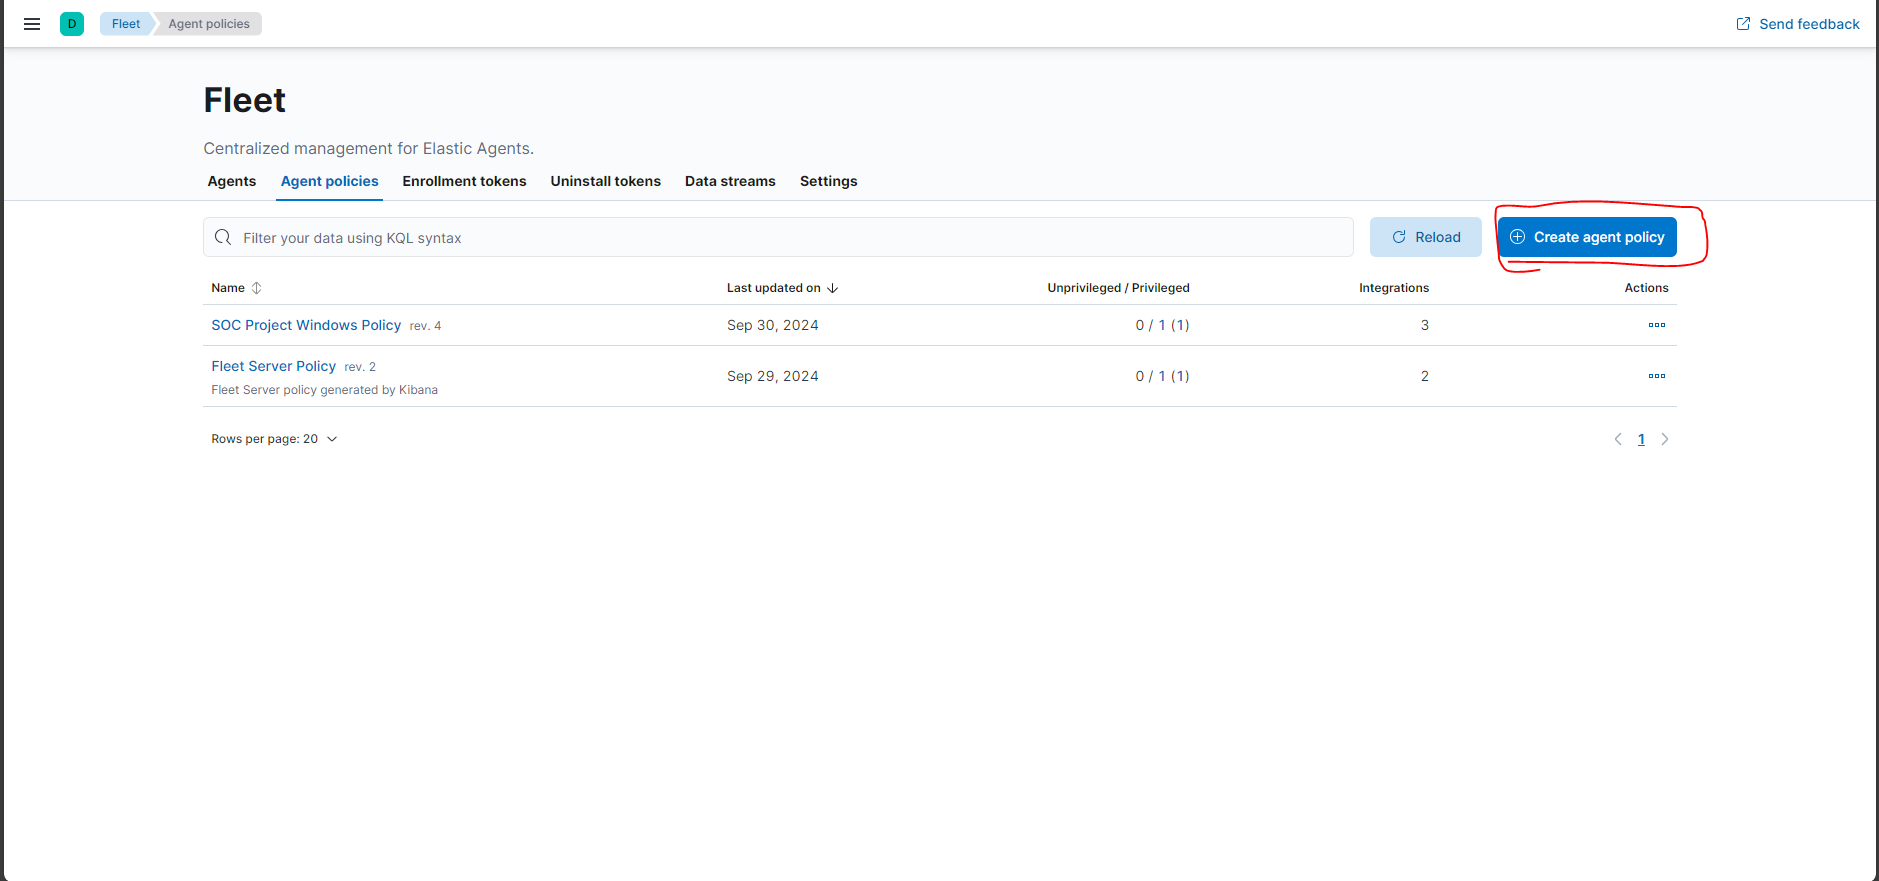 D Fleet Agent policies Send feedback
Fleet
Centralized management for Elastic Agents.
Agents Agent policies Enrollment tokens Uninstall tokens Data streams Settings
Filter your data using KQL syntax Reload Create agent policy
Name Last updated on Unprivileged / Privileged Integrations Actions
SOC Project Windows Policy rev. 4 Sep 30, 2024 0 / 1 (1) 3
Fleet Server Policy rev. 2 Sep 29, 2024 0 / 1 (1) 2
Fleet Server policy generated by Kibana
Rows per page: 20 1